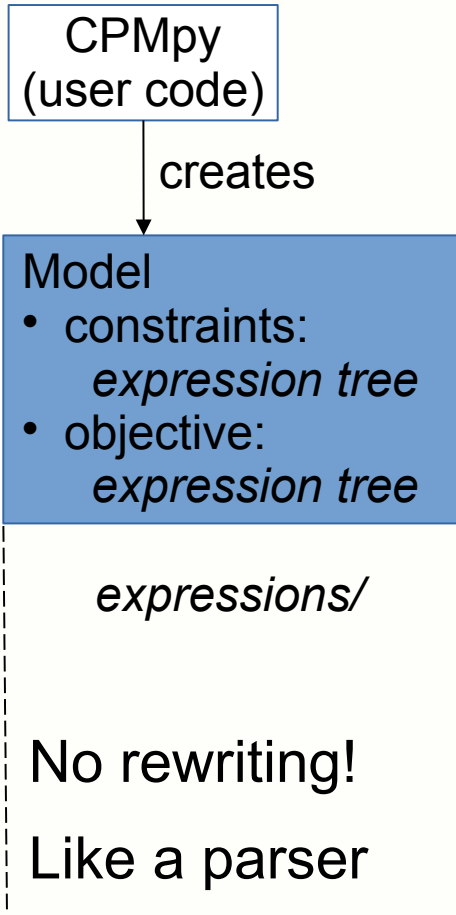 CPMpy
(user code)
creates
Model
• constraints:
expression tree
• objective:
expression tree
expressions/
No rewriting!
Like a parser